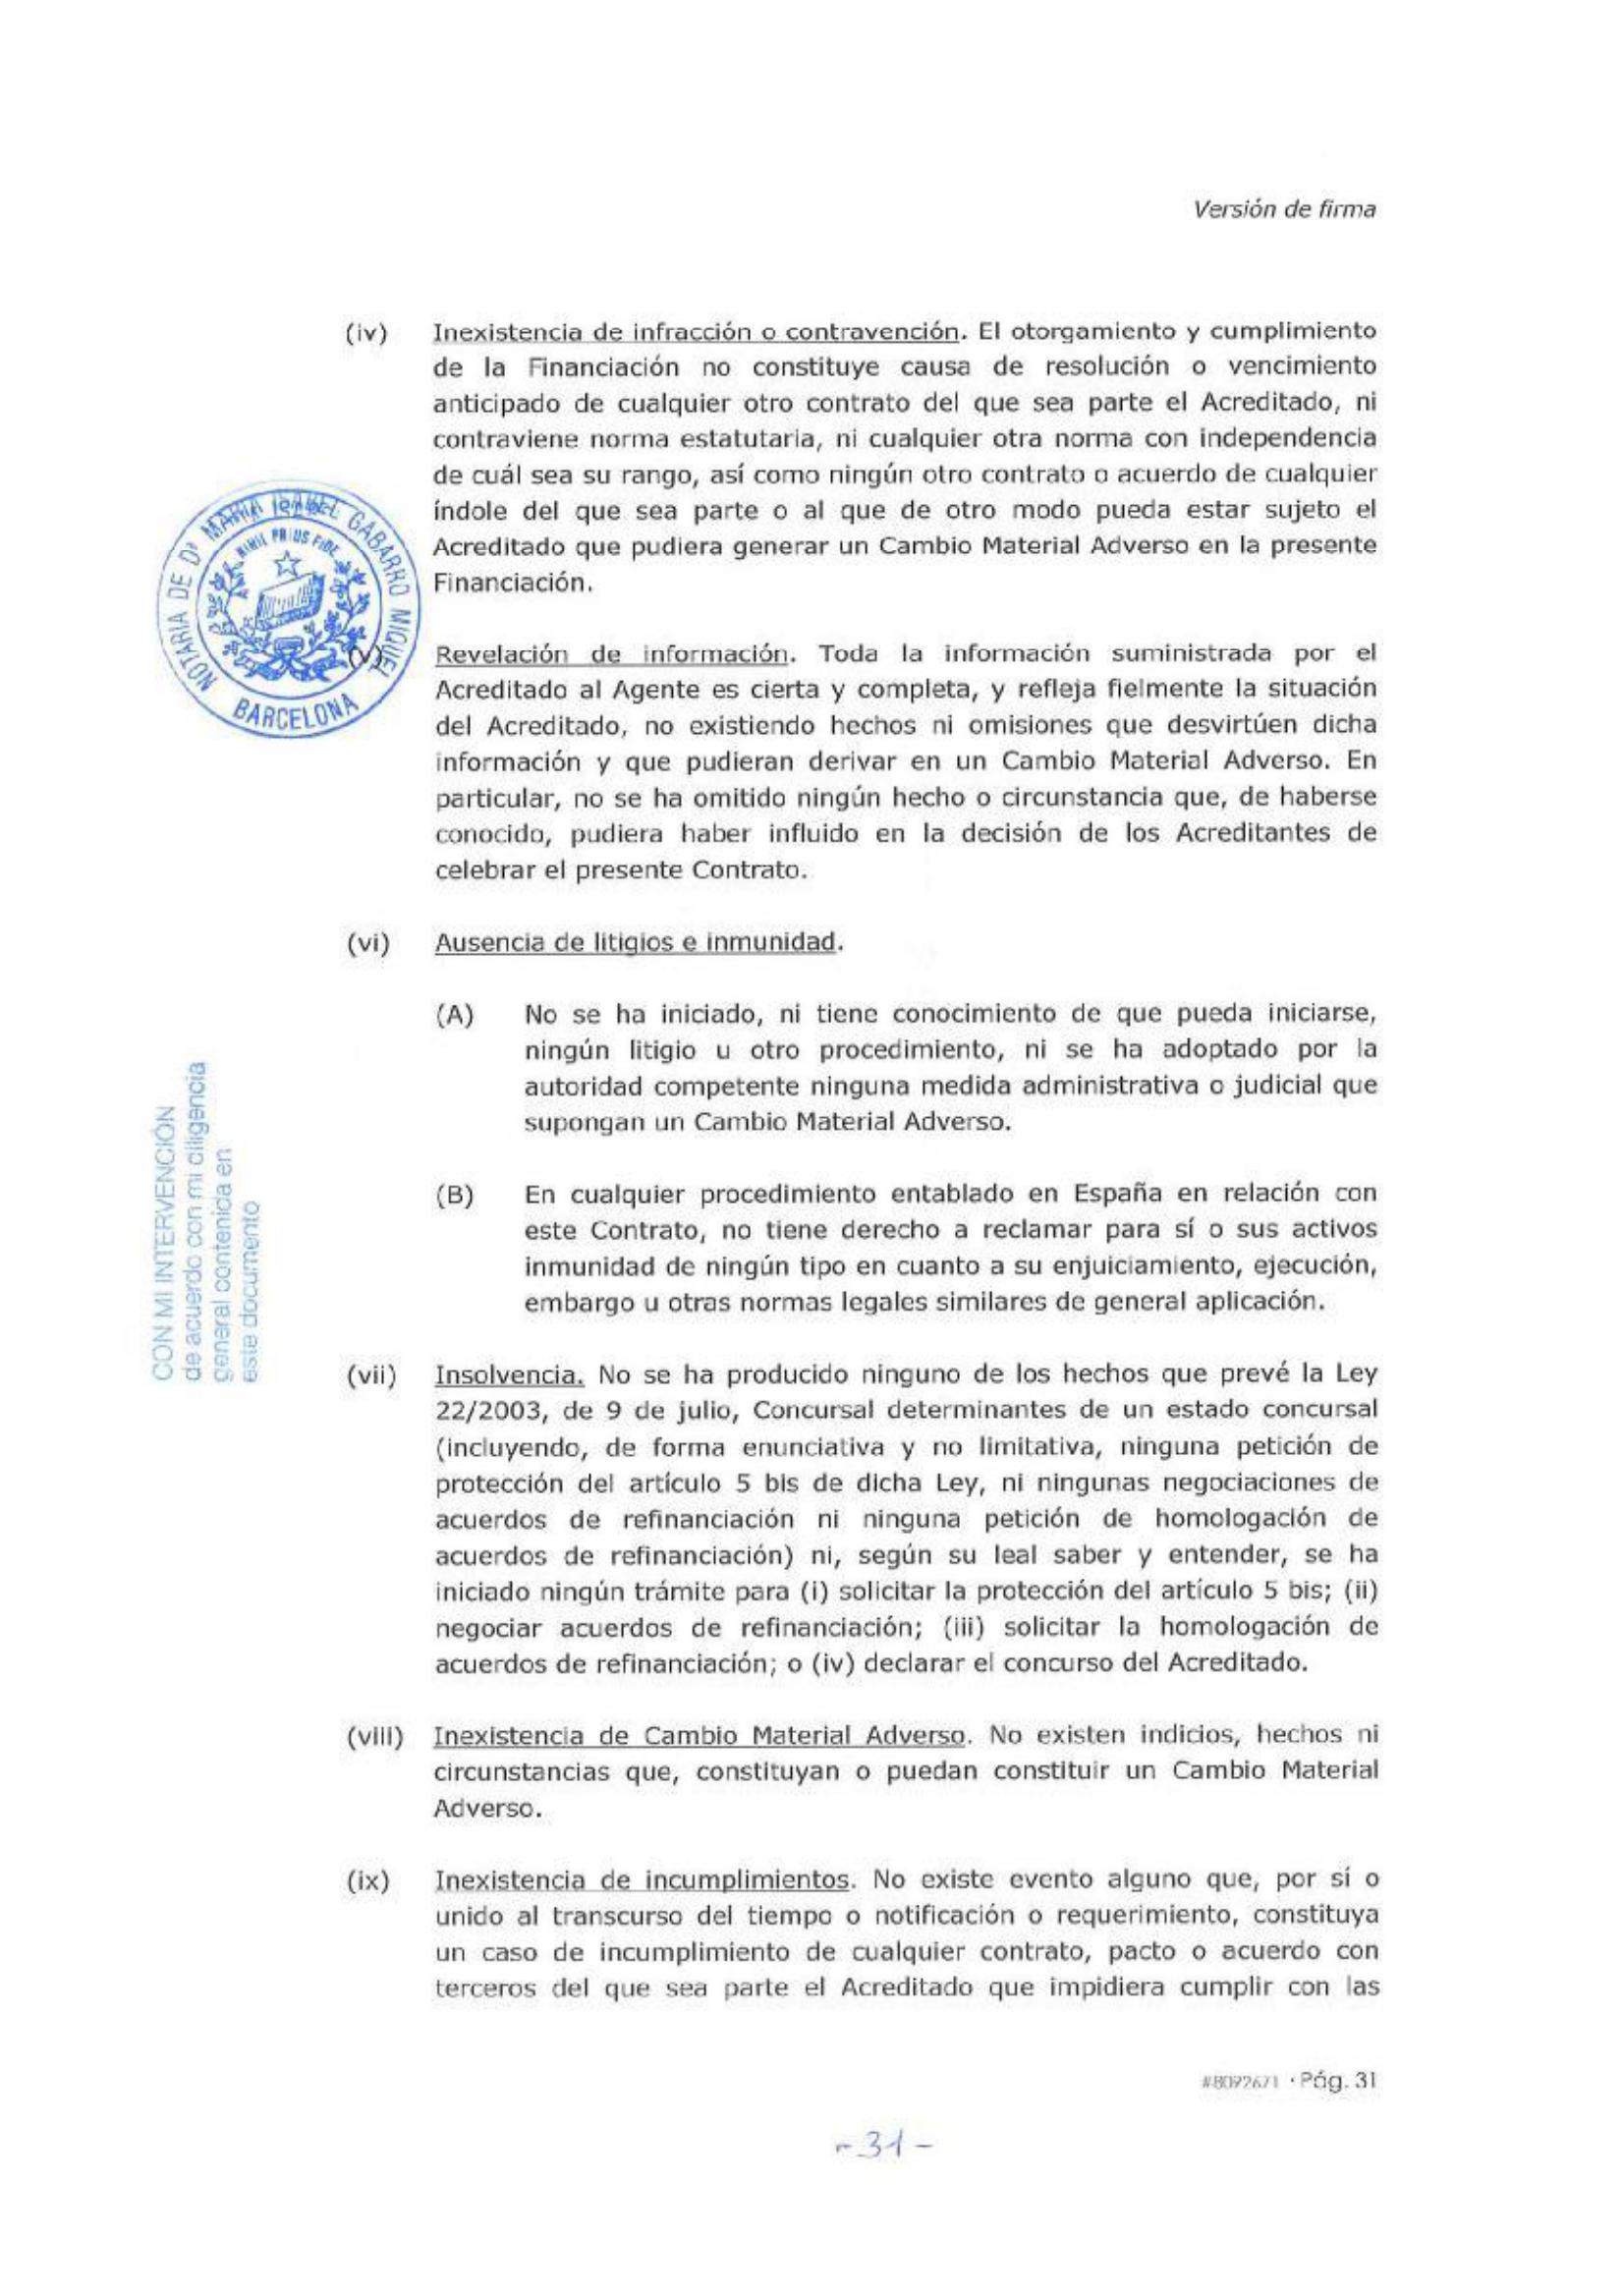 Versión de firma
(iv) Inexistencia de infracción o contravención. El otorgamiento y cumplimiento
de la Financiación no constituye causa de resolución o vencimiento
anticipado de cualquier otro contrato del que sea parte el Acreditado, ni
contraviene norma estatutaria, ni cualquier otra norma con independencia
de cuál sea su rango, así como ningún otro contrato o acuerdo de cualquier
índole del que sea parte o al que de otro modo pueda estar sujeto el
Acreditado que pudiera generar un Cambio Material Adverso en la presente
Financiación.
NOTARIA DE Dª MARIA ISABEL GABARRO MIQUEL
NIHIL PRIUS FIDE
BARCELONA
(v) Revelación de información. Toda la información suministrada por el
Acreditado al Agente es cierta y completa, y refleja fielmente la situación
del Acreditado, no existiendo hechos ni omisiones que desvirtúen dicha
información y que pudieran derivar en un Cambio Material Adverso. En
particular, no se ha omitido ningún hecho o circunstancia que, de haberse
conocido, pudiera haber influido en la decisión de los Acreditantes de
celebrar el presente Contrato.
(vi) Ausencia de litigios e inmunidad.
(A) No se ha iniciado, ni tiene conocimiento de que pueda iniciarse,
ningún litigio u otro procedimiento, ni se ha adoptado por la
autoridad competente ninguna medida administrativa o judicial que
supongan un Cambio Material Adverso.
(B) En cualquier procedimiento entablado en España en relación con
este Contrato, no tiene derecho a reclamar para sí o sus activos
inmunidad de ningún tipo en cuanto a su enjuiciamiento, ejecución,
embargo u otras normas legales similares de general aplicación.
CON MI INTERVENCIÓN
de acuerdo con mi diligencia
general contenida en
este documento
(vii) Insolvencia. No se ha producido ninguno de los hechos que prevé la Ley
22/2003, de 9 de julio, Concursal determinantes de un estado concursal
(incluyendo, de forma enunciativa y no limitativa, ninguna petición de
protección del artículo 5 bis de dicha Ley, ni ningunas negociaciones de
acuerdos de refinanciación ni ninguna petición de homologación de
acuerdos de refinanciación) ni, según su leal saber y entender, se ha
iniciado ningún trámite para (i) solicitar la protección del artículo 5 bis; (ii)
negociar acuerdos de refinanciación; (iii) solicitar la homologación de
acuerdos de refinanciación; o (iv) declarar el concurso del Acreditado.
(viii) Inexistencia de Cambio Material Adverso. No existen indicios, hechos ni
circunstancias que, constituyan o puedan constituir un Cambio Material
Adverso.
(ix) Inexistencia de incumplimientos. No existe evento alguno que, por sí o
unido al transcurso del tiempo o notificación o requerimiento, constituya
un caso de incumplimiento de cualquier contrato, pacto o acuerdo con
terceros del que sea parte el Acreditado que impidiera cumplir con las
#8092671 · Pág. 31
- 31 -